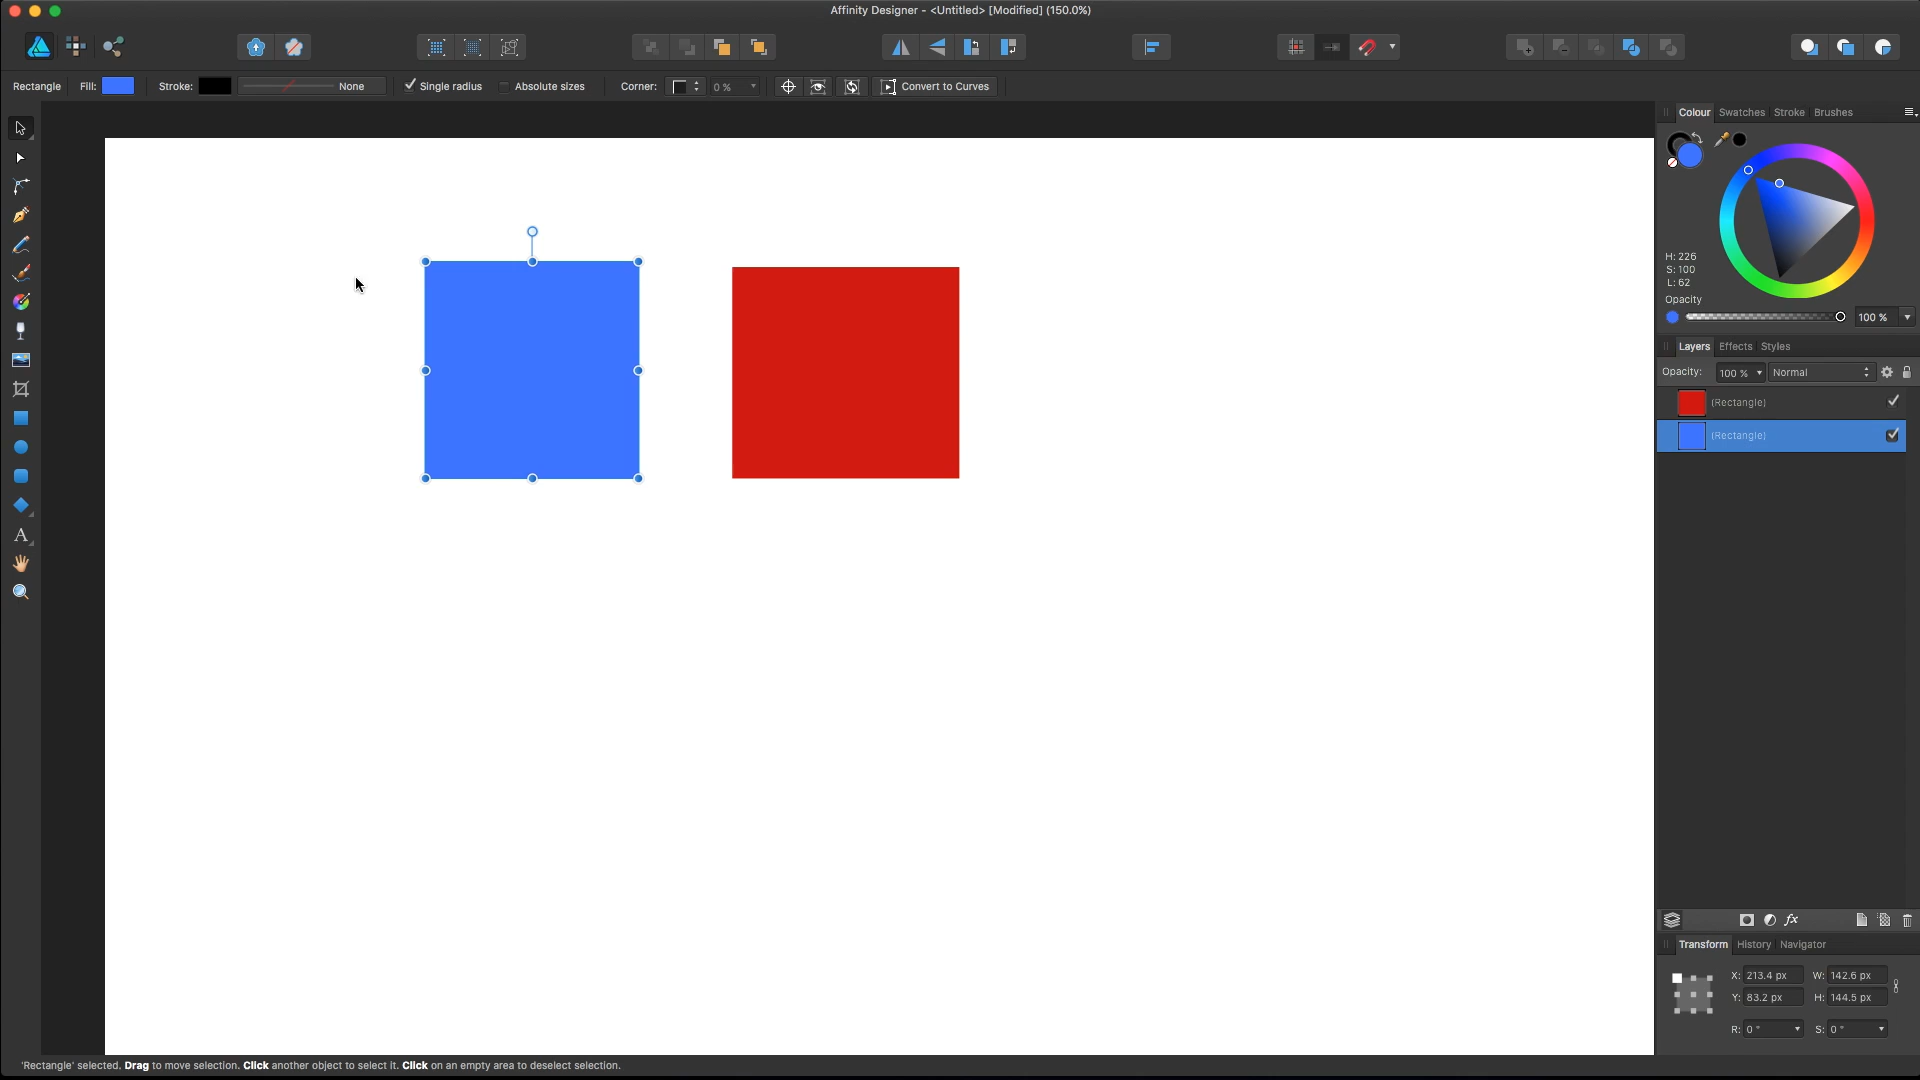 Affinity Designer - <Untitled> [Modified] (150.0%)
Rectangle Fill: Stroke: None Single radius Absolute sizes Corner: 0 % Convert to Curves
Colour Swatches Stroke Brushes
H: 226
S: 100
L: 62
Opacity
100 %
Layers Effects Styles
Opacity: 100 % Normal
(Rectangle)
(Rectangle)
A
fx
Transform History Navigator
X: 213.4 px W: 142.6 px
Y: 83.2 px H: 144.5 px
R: 0 ° S: 0 °
'Rectangle' selected. Drag to move selection. Click another object to select it. Click on an empty area to deselect selection.